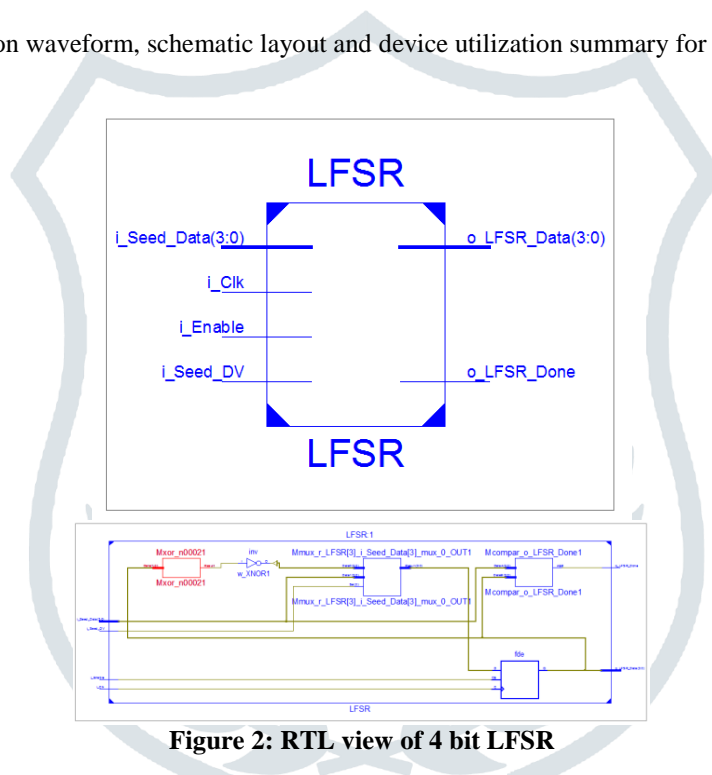 on waveform, schematic layout and device utilization summary for
LFSR
i_Seed_Data(3:0)
o_LFSR_Data(3:0)
i_Clk
i_Enable
i_Seed_DV
o_LFSR_Done
LFSR
LFSR:1
Mxor_n00021
inv
Mmux_r_LFSR[3]_i_Seed_Data[3]_mux_0_OUT1
Mcompar_o_LFSR_Done1
Mxor_n00021
w_XNOR1
Mmux_r_LFSR[3]_i_Seed_Data[3]_mux_0_OUT1
Mcompar_o_LFSR_Done1
fde
LFSR
Figure 2: RTL view of 4 bit LFSR